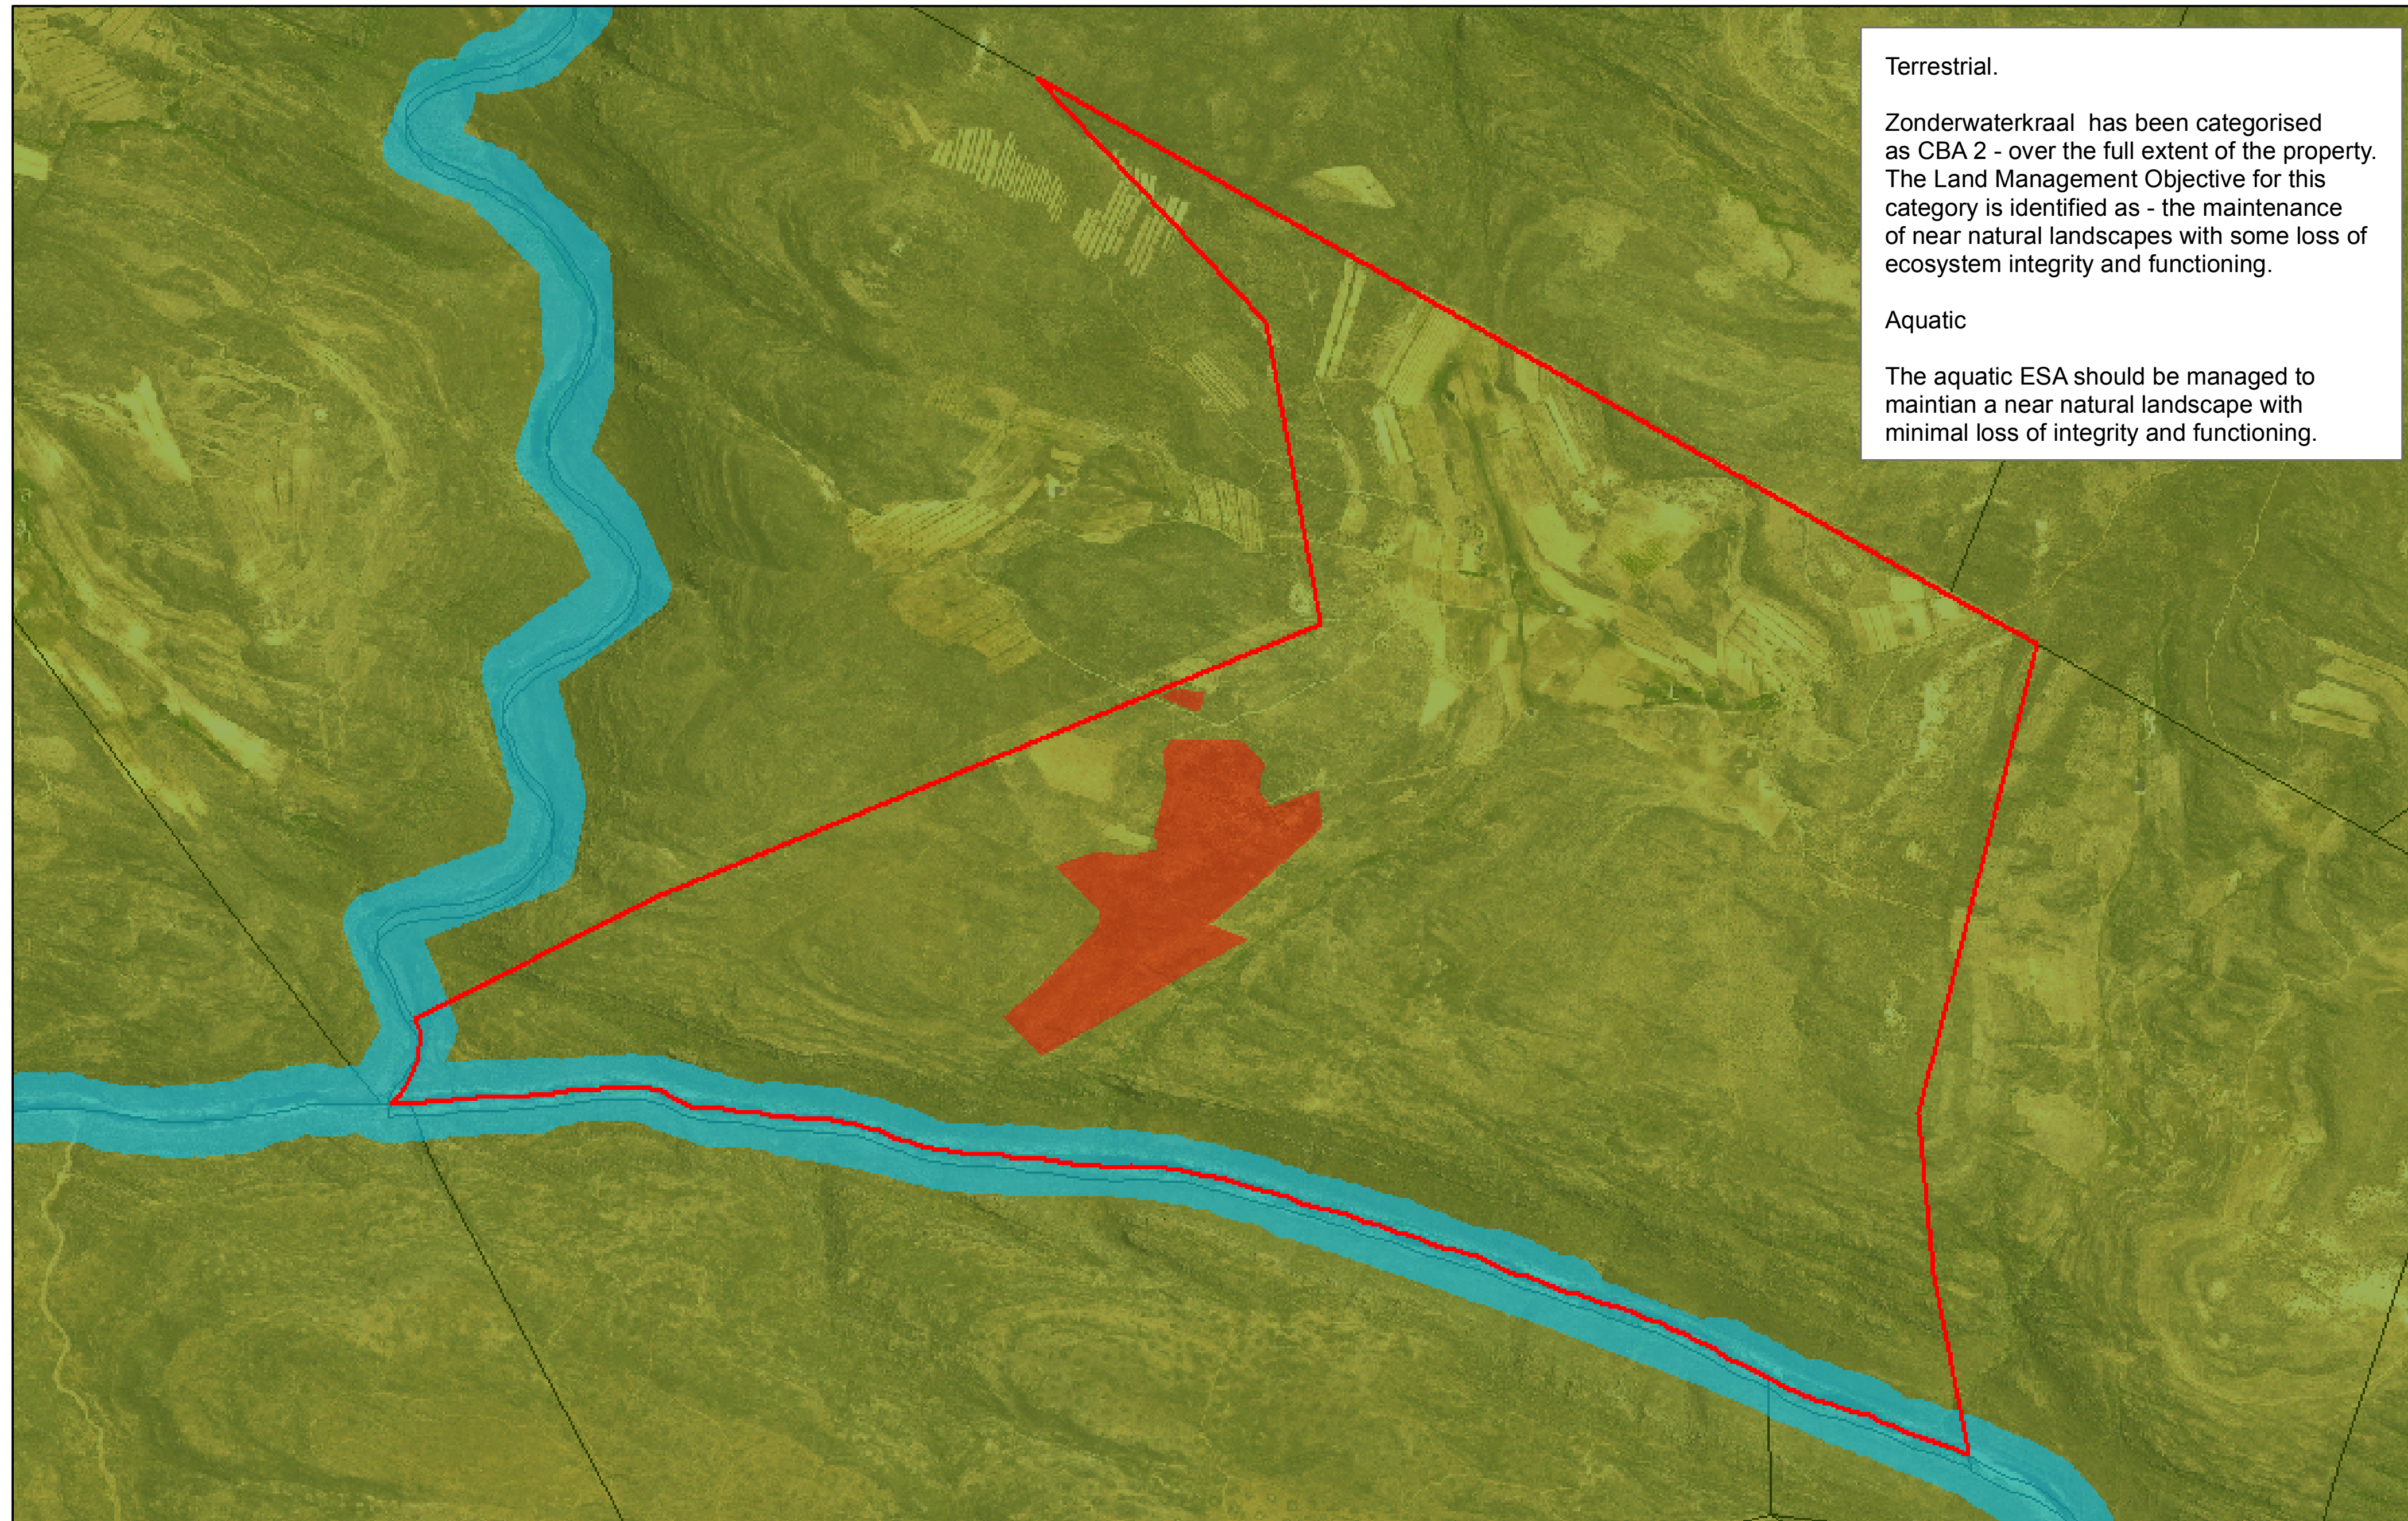 Terrestrial.
Zonderwaterkraal  has been categorised
as CBA 2 - over the full extent of the property.
The Land Management Objective for this
category is identified as - the maintenance
of near natural landscapes with some loss of
ecosystem integrity and functioning.
Aquatic
The aquatic ESA should be managed to
maintian a near natural landscape with
minimal loss of integrity and functioning.